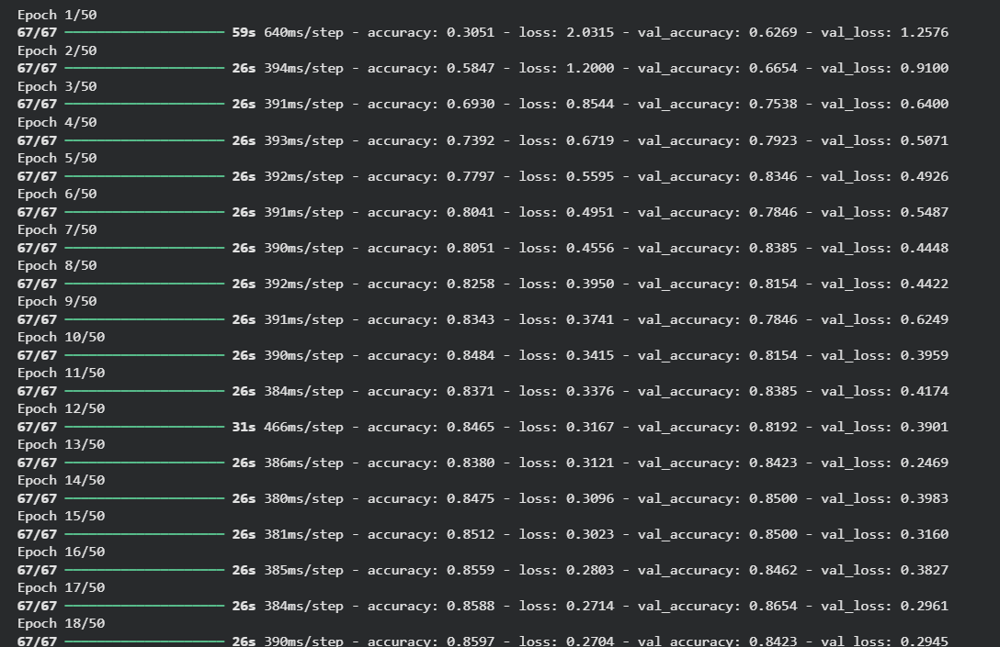 Epoch 1/50
67/67 ━━━━━━━━━━━━━━━━━━━━ 59s 640ms/step - accuracy: 0.3051 - loss: 2.0315 - val_accuracy: 0.6269 - val_loss: 1.2576
Epoch 2/50
67/67 ━━━━━━━━━━━━━━━━━━━━ 26s 394ms/step - accuracy: 0.5847 - loss: 1.2000 - val_accuracy: 0.6654 - val_loss: 0.9100
Epoch 3/50
67/67 ━━━━━━━━━━━━━━━━━━━━ 26s 391ms/step - accuracy: 0.6930 - loss: 0.8544 - val_accuracy: 0.7538 - val_loss: 0.6400
Epoch 4/50
67/67 ━━━━━━━━━━━━━━━━━━━━ 26s 393ms/step - accuracy: 0.7392 - loss: 0.6719 - val_accuracy: 0.7923 - val_loss: 0.5071
Epoch 5/50
67/67 ━━━━━━━━━━━━━━━━━━━━ 26s 392ms/step - accuracy: 0.7797 - loss: 0.5595 - val_accuracy: 0.8346 - val_loss: 0.4926
Epoch 6/50
67/67 ━━━━━━━━━━━━━━━━━━━━ 26s 391ms/step - accuracy: 0.8041 - loss: 0.4951 - val_accuracy: 0.7846 - val_loss: 0.5487
Epoch 7/50
67/67 ━━━━━━━━━━━━━━━━━━━━ 26s 390ms/step - accuracy: 0.8051 - loss: 0.4556 - val_accuracy: 0.8385 - val_loss: 0.4448
Epoch 8/50
67/67 ━━━━━━━━━━━━━━━━━━━━ 26s 392ms/step - accuracy: 0.8258 - loss: 0.3950 - val_accuracy: 0.8154 - val_loss: 0.4422
Epoch 9/50
67/67 ━━━━━━━━━━━━━━━━━━━━ 26s 391ms/step - accuracy: 0.8343 - loss: 0.3741 - val_accuracy: 0.7846 - val_loss: 0.6249
Epoch 10/50
67/67 ━━━━━━━━━━━━━━━━━━━━ 26s 390ms/step - accuracy: 0.8484 - loss: 0.3415 - val_accuracy: 0.8154 - val_loss: 0.3959
Epoch 11/50
67/67 ━━━━━━━━━━━━━━━━━━━━ 26s 384ms/step - accuracy: 0.8371 - loss: 0.3376 - val_accuracy: 0.8385 - val_loss: 0.4174
Epoch 12/50
67/67 ━━━━━━━━━━━━━━━━━━━━ 31s 466ms/step - accuracy: 0.8465 - loss: 0.3167 - val_accuracy: 0.8192 - val_loss: 0.3901
Epoch 13/50
67/67 ━━━━━━━━━━━━━━━━━━━━ 26s 386ms/step - accuracy: 0.8380 - loss: 0.3121 - val_accuracy: 0.8423 - val_loss: 0.2469
Epoch 14/50
67/67 ━━━━━━━━━━━━━━━━━━━━ 26s 380ms/step - accuracy: 0.8475 - loss: 0.3096 - val_accuracy: 0.8500 - val_loss: 0.3983
Epoch 15/50
67/67 ━━━━━━━━━━━━━━━━━━━━ 26s 381ms/step - accuracy: 0.8512 - loss: 0.3023 - val_accuracy: 0.8500 - val_loss: 0.3160
Epoch 16/50
67/67 ━━━━━━━━━━━━━━━━━━━━ 26s 385ms/step - accuracy: 0.8559 - loss: 0.2803 - val_accuracy: 0.8462 - val_loss: 0.3827
Epoch 17/50
67/67 ━━━━━━━━━━━━━━━━━━━━ 26s 384ms/step - accuracy: 0.8588 - loss: 0.2714 - val_accuracy: 0.8654 - val_loss: 0.2961
Epoch 18/50
67/67 ━━━━━━━━━━━━━━━━━━━━ 26s 390ms/step - accuracy: 0.8597 - loss: 0.2704 - val_accuracy: 0.8423 - val_loss: 0.2945